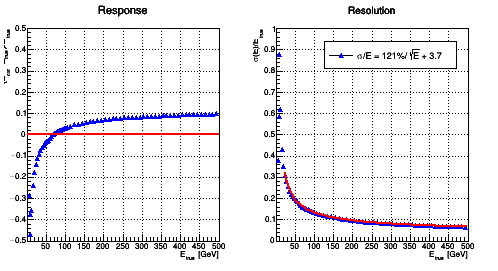 Response
Resolution
0.5
0.4
0.3
0.2
0.1
0
−0.1
−0.2
−0.3
−0.4
−0.5
50 100 150 200 250 300 350 400 450 500
E_true [GeV]
σ(E)/E_true
1
0.9
0.8
0.7
0.6
0.5
0.4
0.3
0.2
0.1
0
σ/E = 121%/ √E + 3.7
50 100 150 200 250 300 350 400 450 500
E_true [GeV]